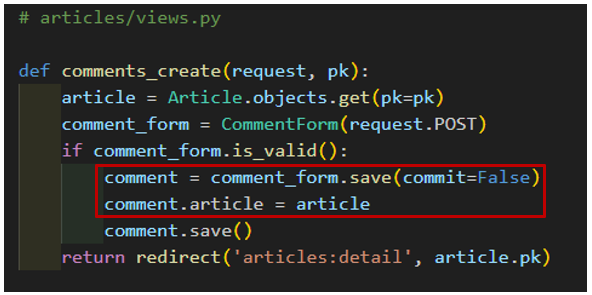 # articles/views.py
def comments_create(request, pk):
    article = Article.objects.get(pk=pk)
    comment_form = CommentForm(request.POST)
    if comment_form.is_valid():
        comment = comment_form.save(commit=False)
        comment.article = article
        comment.save()
    return redirect('articles:detail', article.pk)